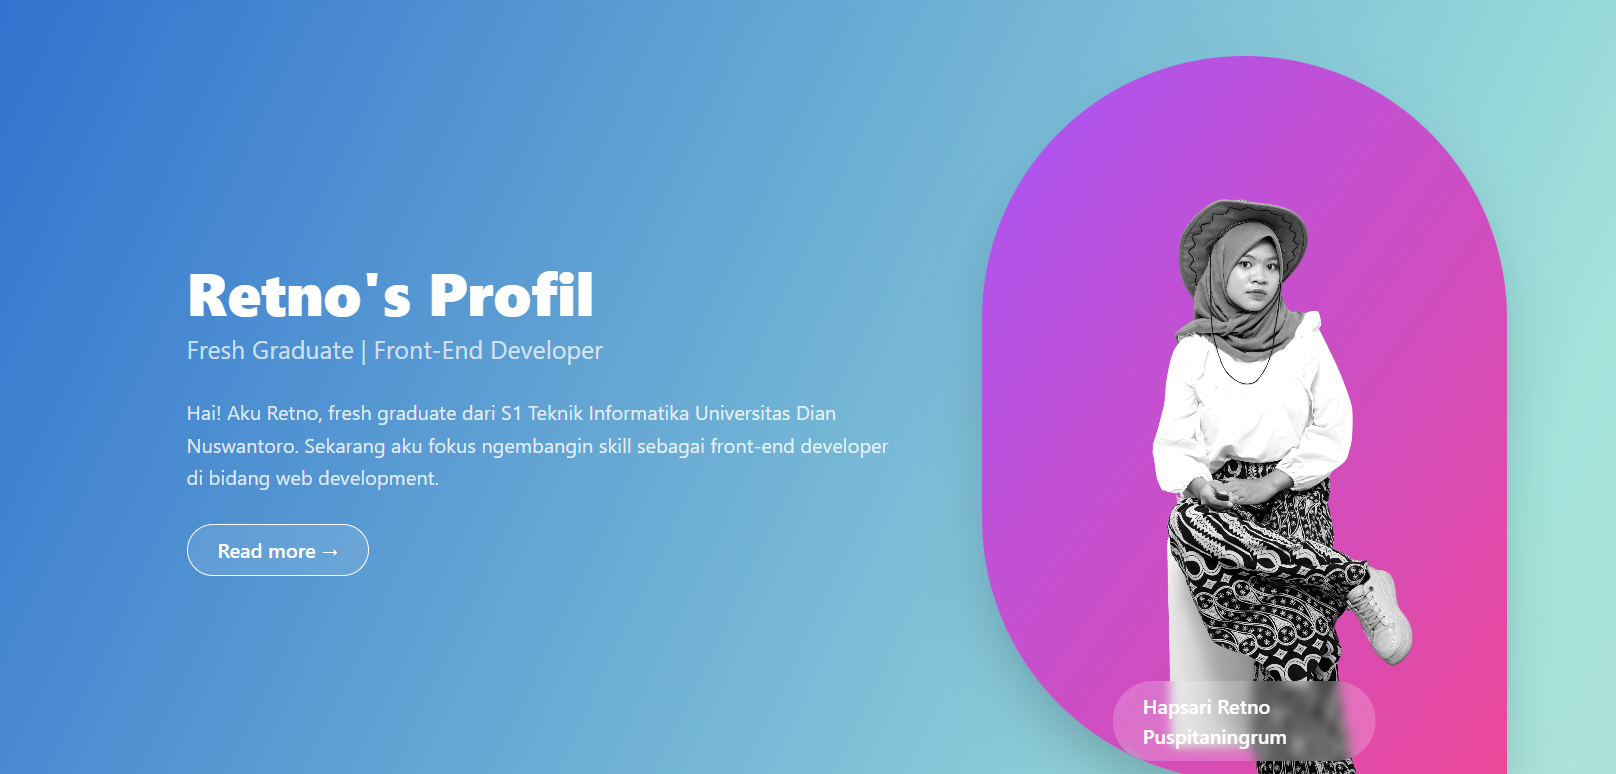 Retno's Profil
Fresh Graduate | Front-End Developer
Hai! Aku Retno, fresh graduate dari S1 Teknik Informatika Universitas Dian
Nuswantoro. Sekarang aku fokus ngembangin skill sebagai front-end developer
di bidang web development.
Read more →
Hapsari Retno
Puspitaningrum